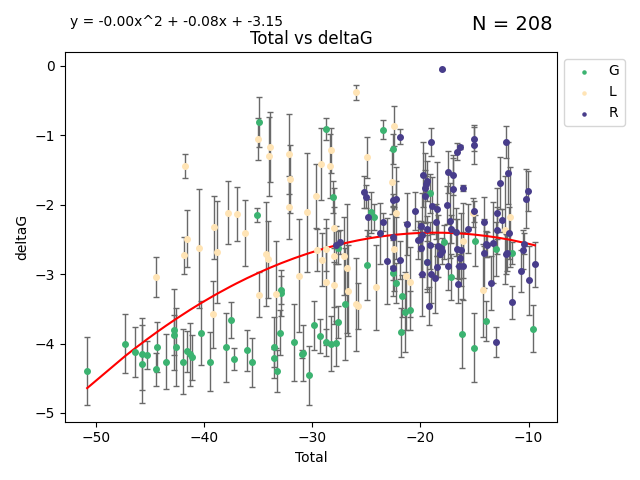 y = -0.00x^2 + -0.08x + -3.15
N = 208
Total vs deltaG
G
L
R
deltaG
0
−1
−2
−3
−4
−5
−50 −40 −30 −20 −10
Total